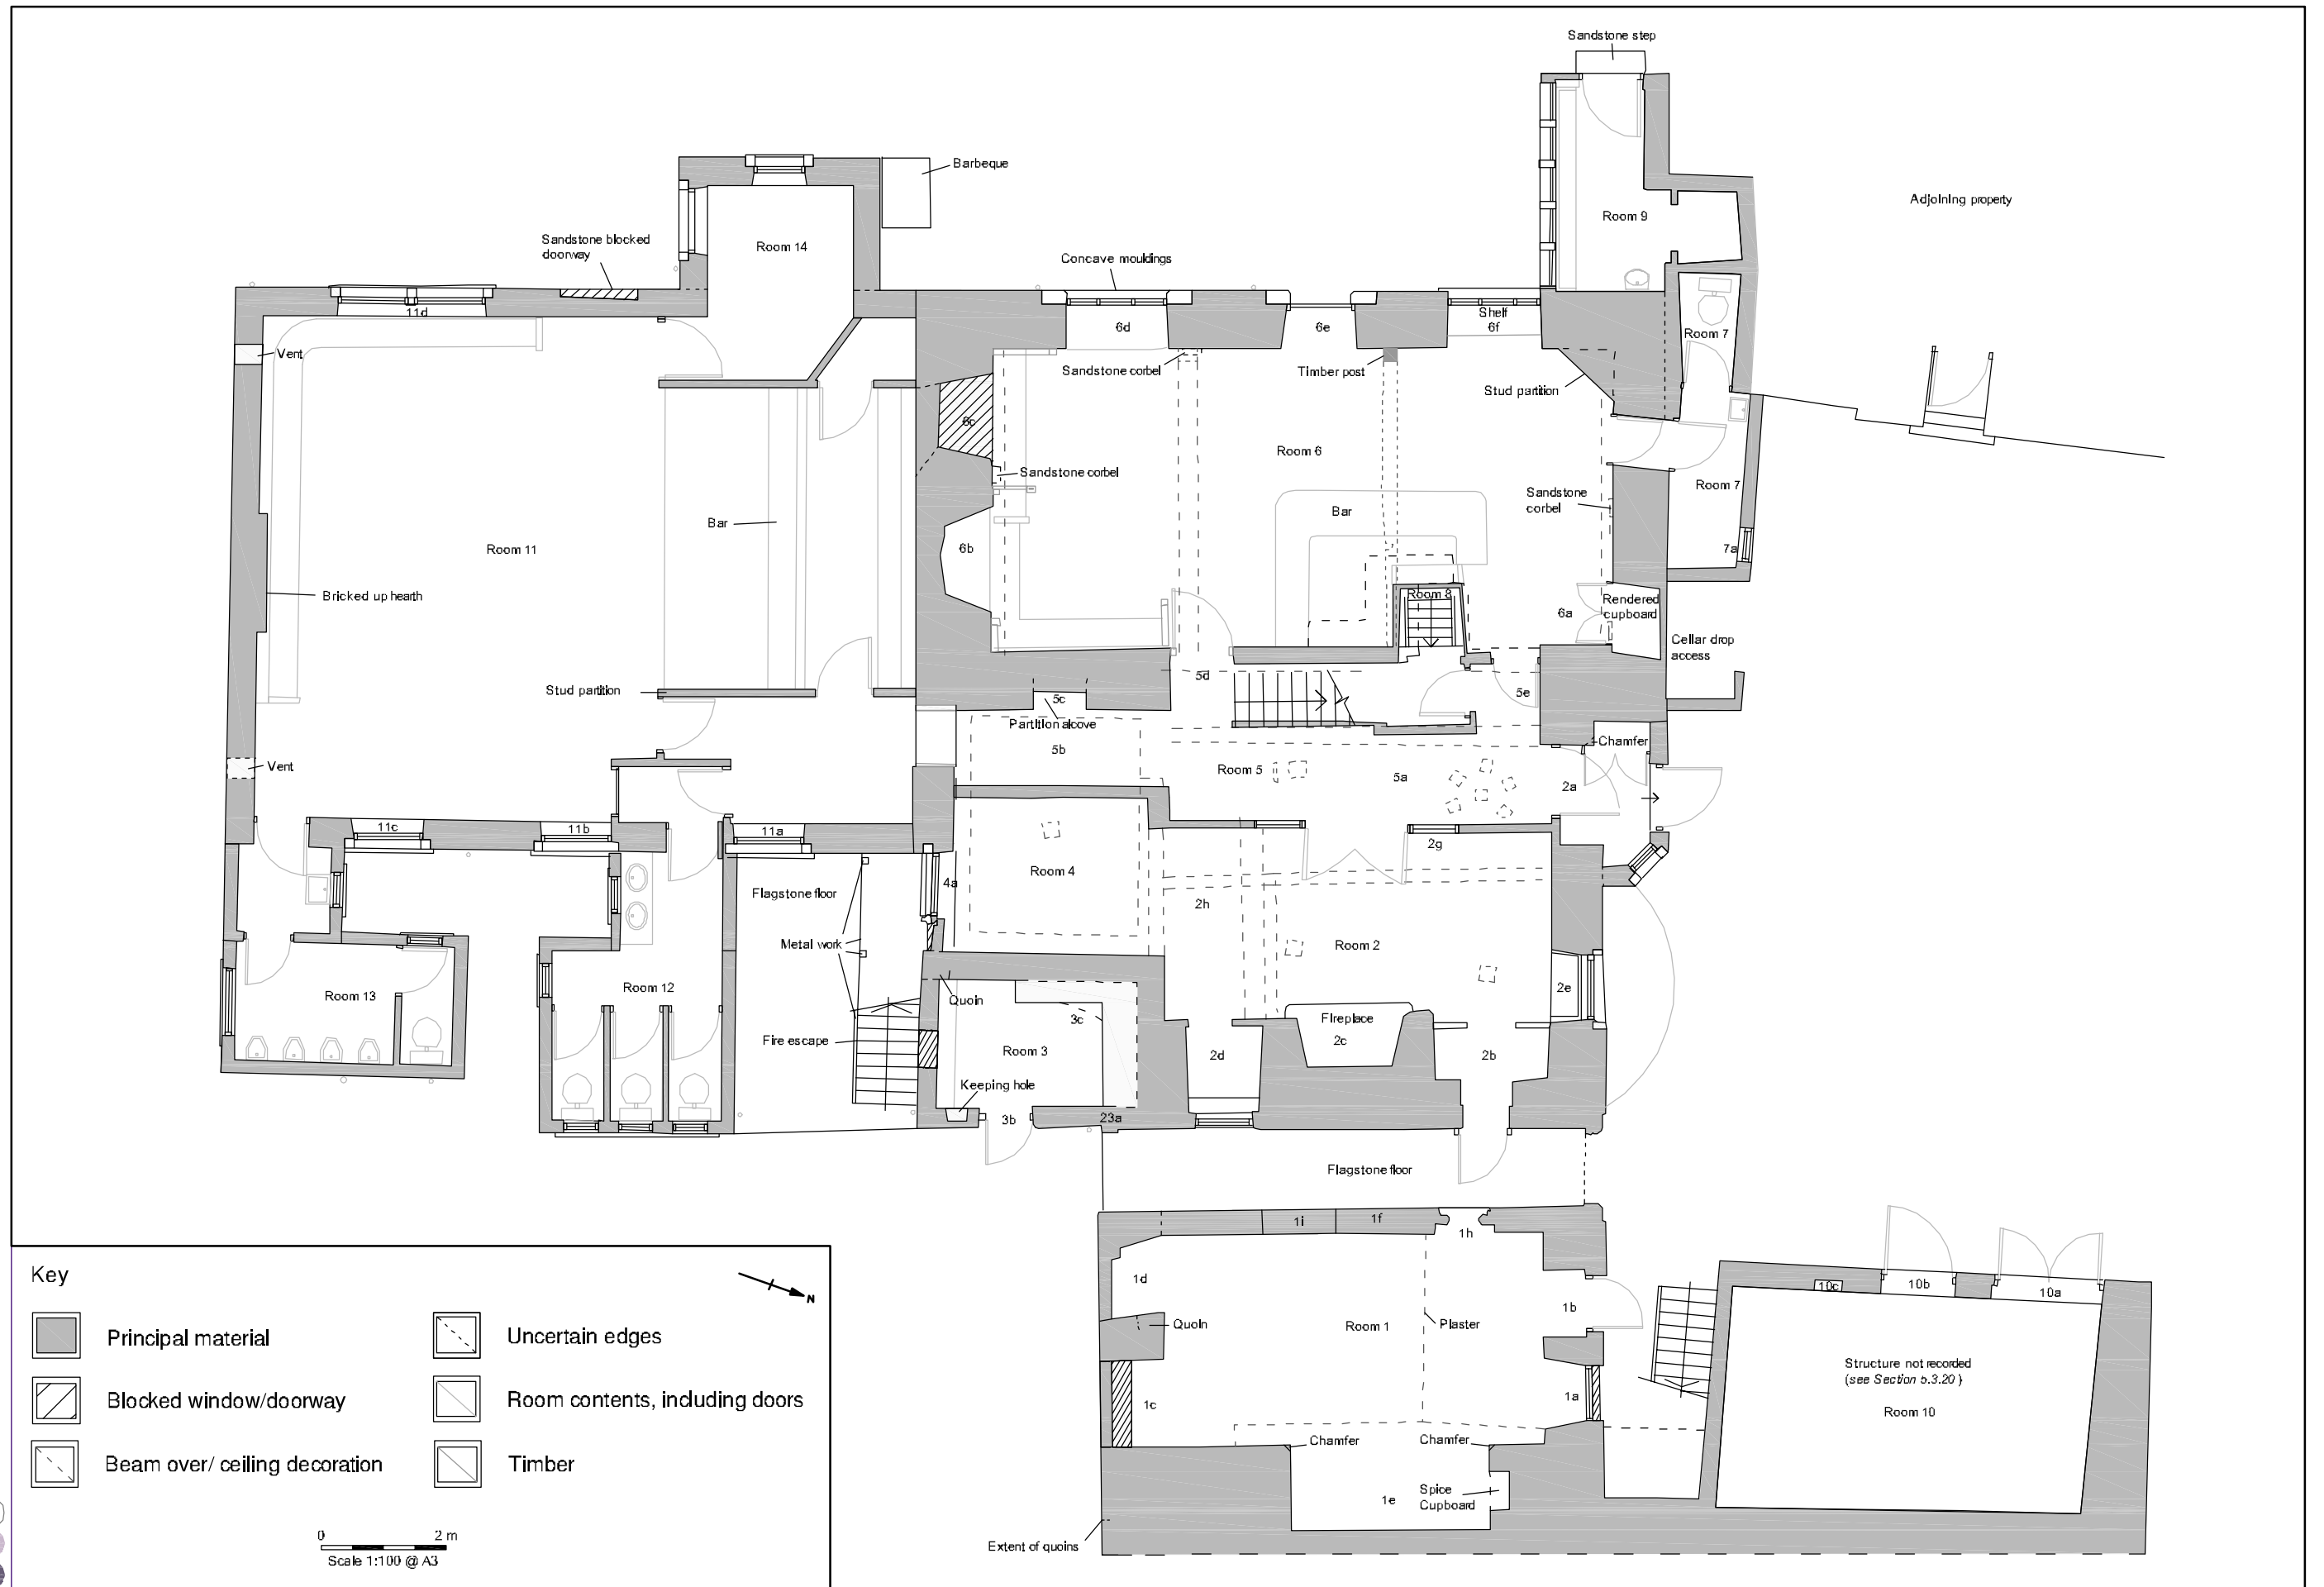 Sandstone step
Barbeque
Adjoining property
Room 9
Sandstone blocked
doorway
Room 14
Concave mouldings
11d
Shelf
6d
6e
6f
Room 7
Vent
Sandstone corbel
Timber post
Stud partition
6c
Room 6
Sandstone corbel
Sandstone
corbel
Room 7
Bar
Bar
Room 11
6b
7a
Bricked up hearth
Room 8
6a
Rendered
cupboard
Cellar drop
access
Stud partition
5d
5e
5c
Partition alcove
5b
Chamfer
Vent
Room 5
5a
2a
11c
11b
11a
2g
Room 4
4a
Flagstone floor
2h
Metal work
Room 2
Room 13
Room 12
Quoin
2e
3c
Fireplace
2c
Fire escape
Room 3
2d
2b
Keeping hole
3b
23a
Flagstone floor
1i
1f
1h
1d
10c
10b
10a
1b
Quoin
Room 1
Plaster
Structure not recorded
(see Section 5.3.20 )
1c
1a
Room 10
Chamfer
Chamfer
1e
Spice
Cupboard
Extent of quoins
Key
N
Principal material
Uncertain edges
Blocked window/doorway
Room contents, including doors
Beam over/ ceiling decoration
Timber
0
2 m
Scale 1:100 @ A3